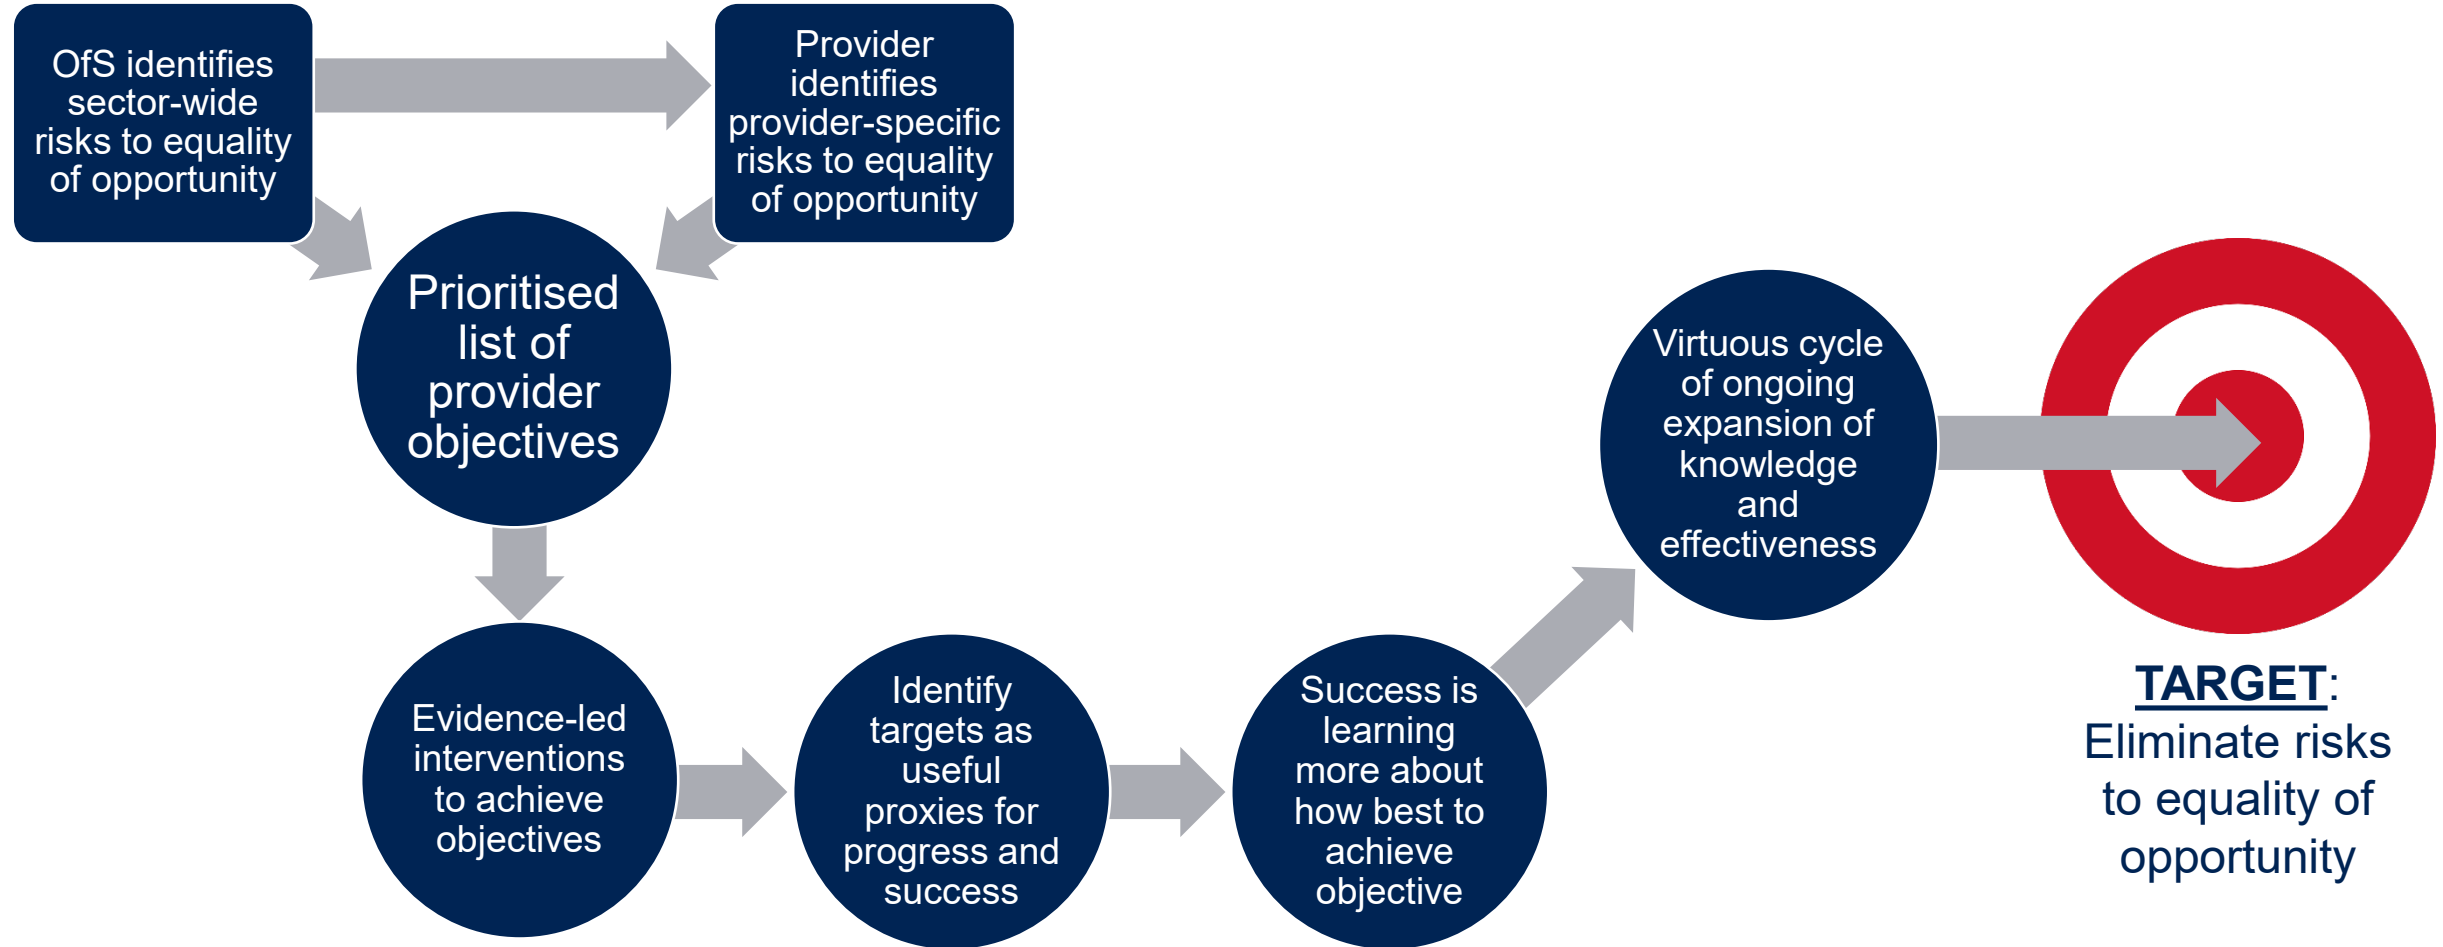 OfS identifies
sector-wide
risks to equality
of opportunity
Provider
identifies
provider-specific
risks to equality
of opportunity
Prioritised
list of
provider
objectives
Evidence-led
interventions
to achieve
objectives
Identify
targets as
useful
proxies for
progress and
success
Success is
learning
more about
how best to
achieve
objective
Virtuous cycle
of ongoing
expansion of
knowledge
and
effectiveness
TARGET:
Eliminate risks
to equality of
opportunity